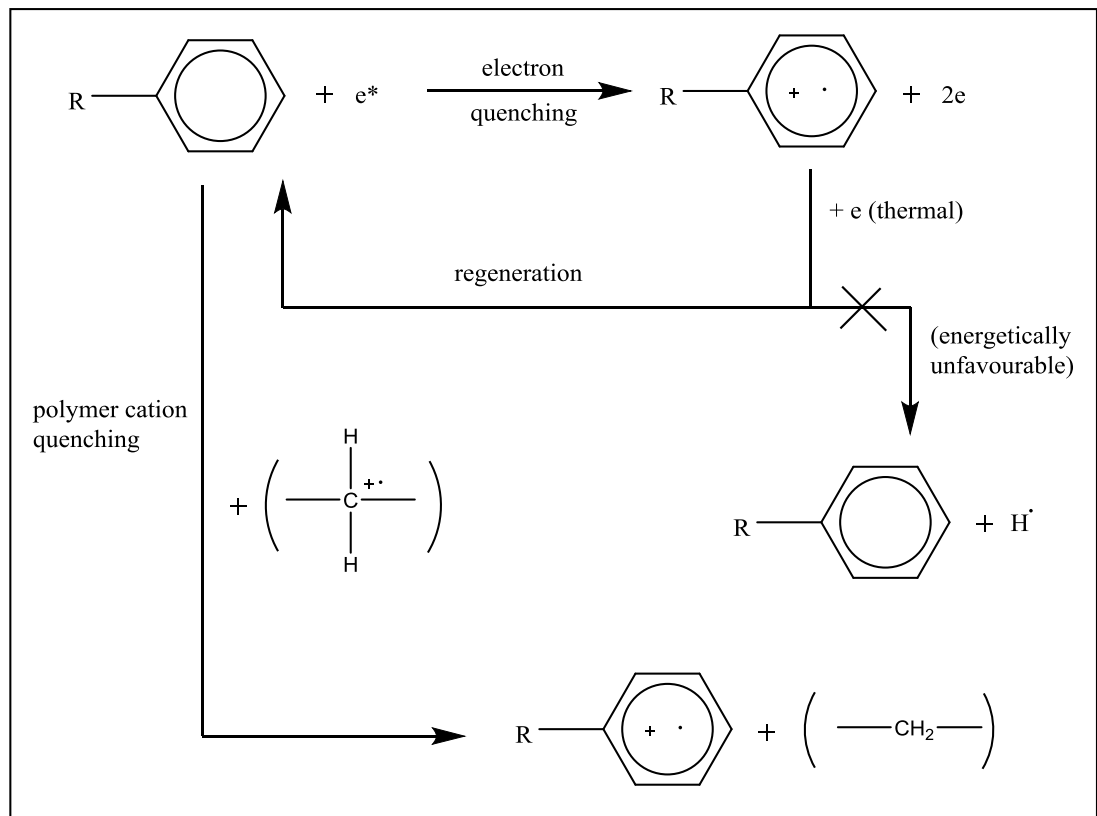 R + e* electron R + · + 2e
quenching
+ e (thermal)
regeneration
(energetically
unfavourable)
polymer cation
quenching
H
+ ( C +· )
H
R + H·
R + · + ( CH₂ )